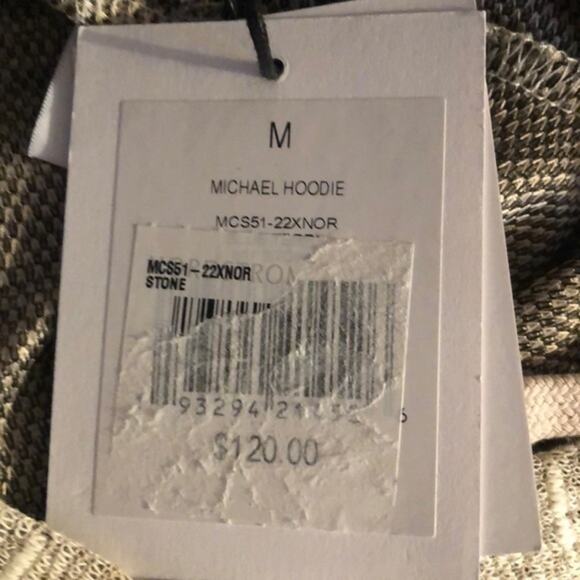 M
MICHAEL HOODIE
MCS51-22XNOR
MCS51-22XNOR
STONE
$120.00